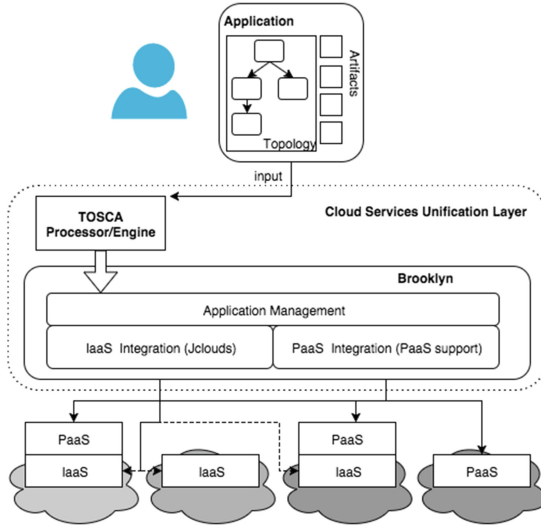 Application
Artifacts
Topology
input
TOSCA
Processor/Engine
Cloud Services Unification Layer
Brooklyn
Application Management
IaaS Integration (Jclouds)
PaaS Integration (PaaS support)
PaaS
IaaS
IaaS
PaaS
IaaS
PaaS